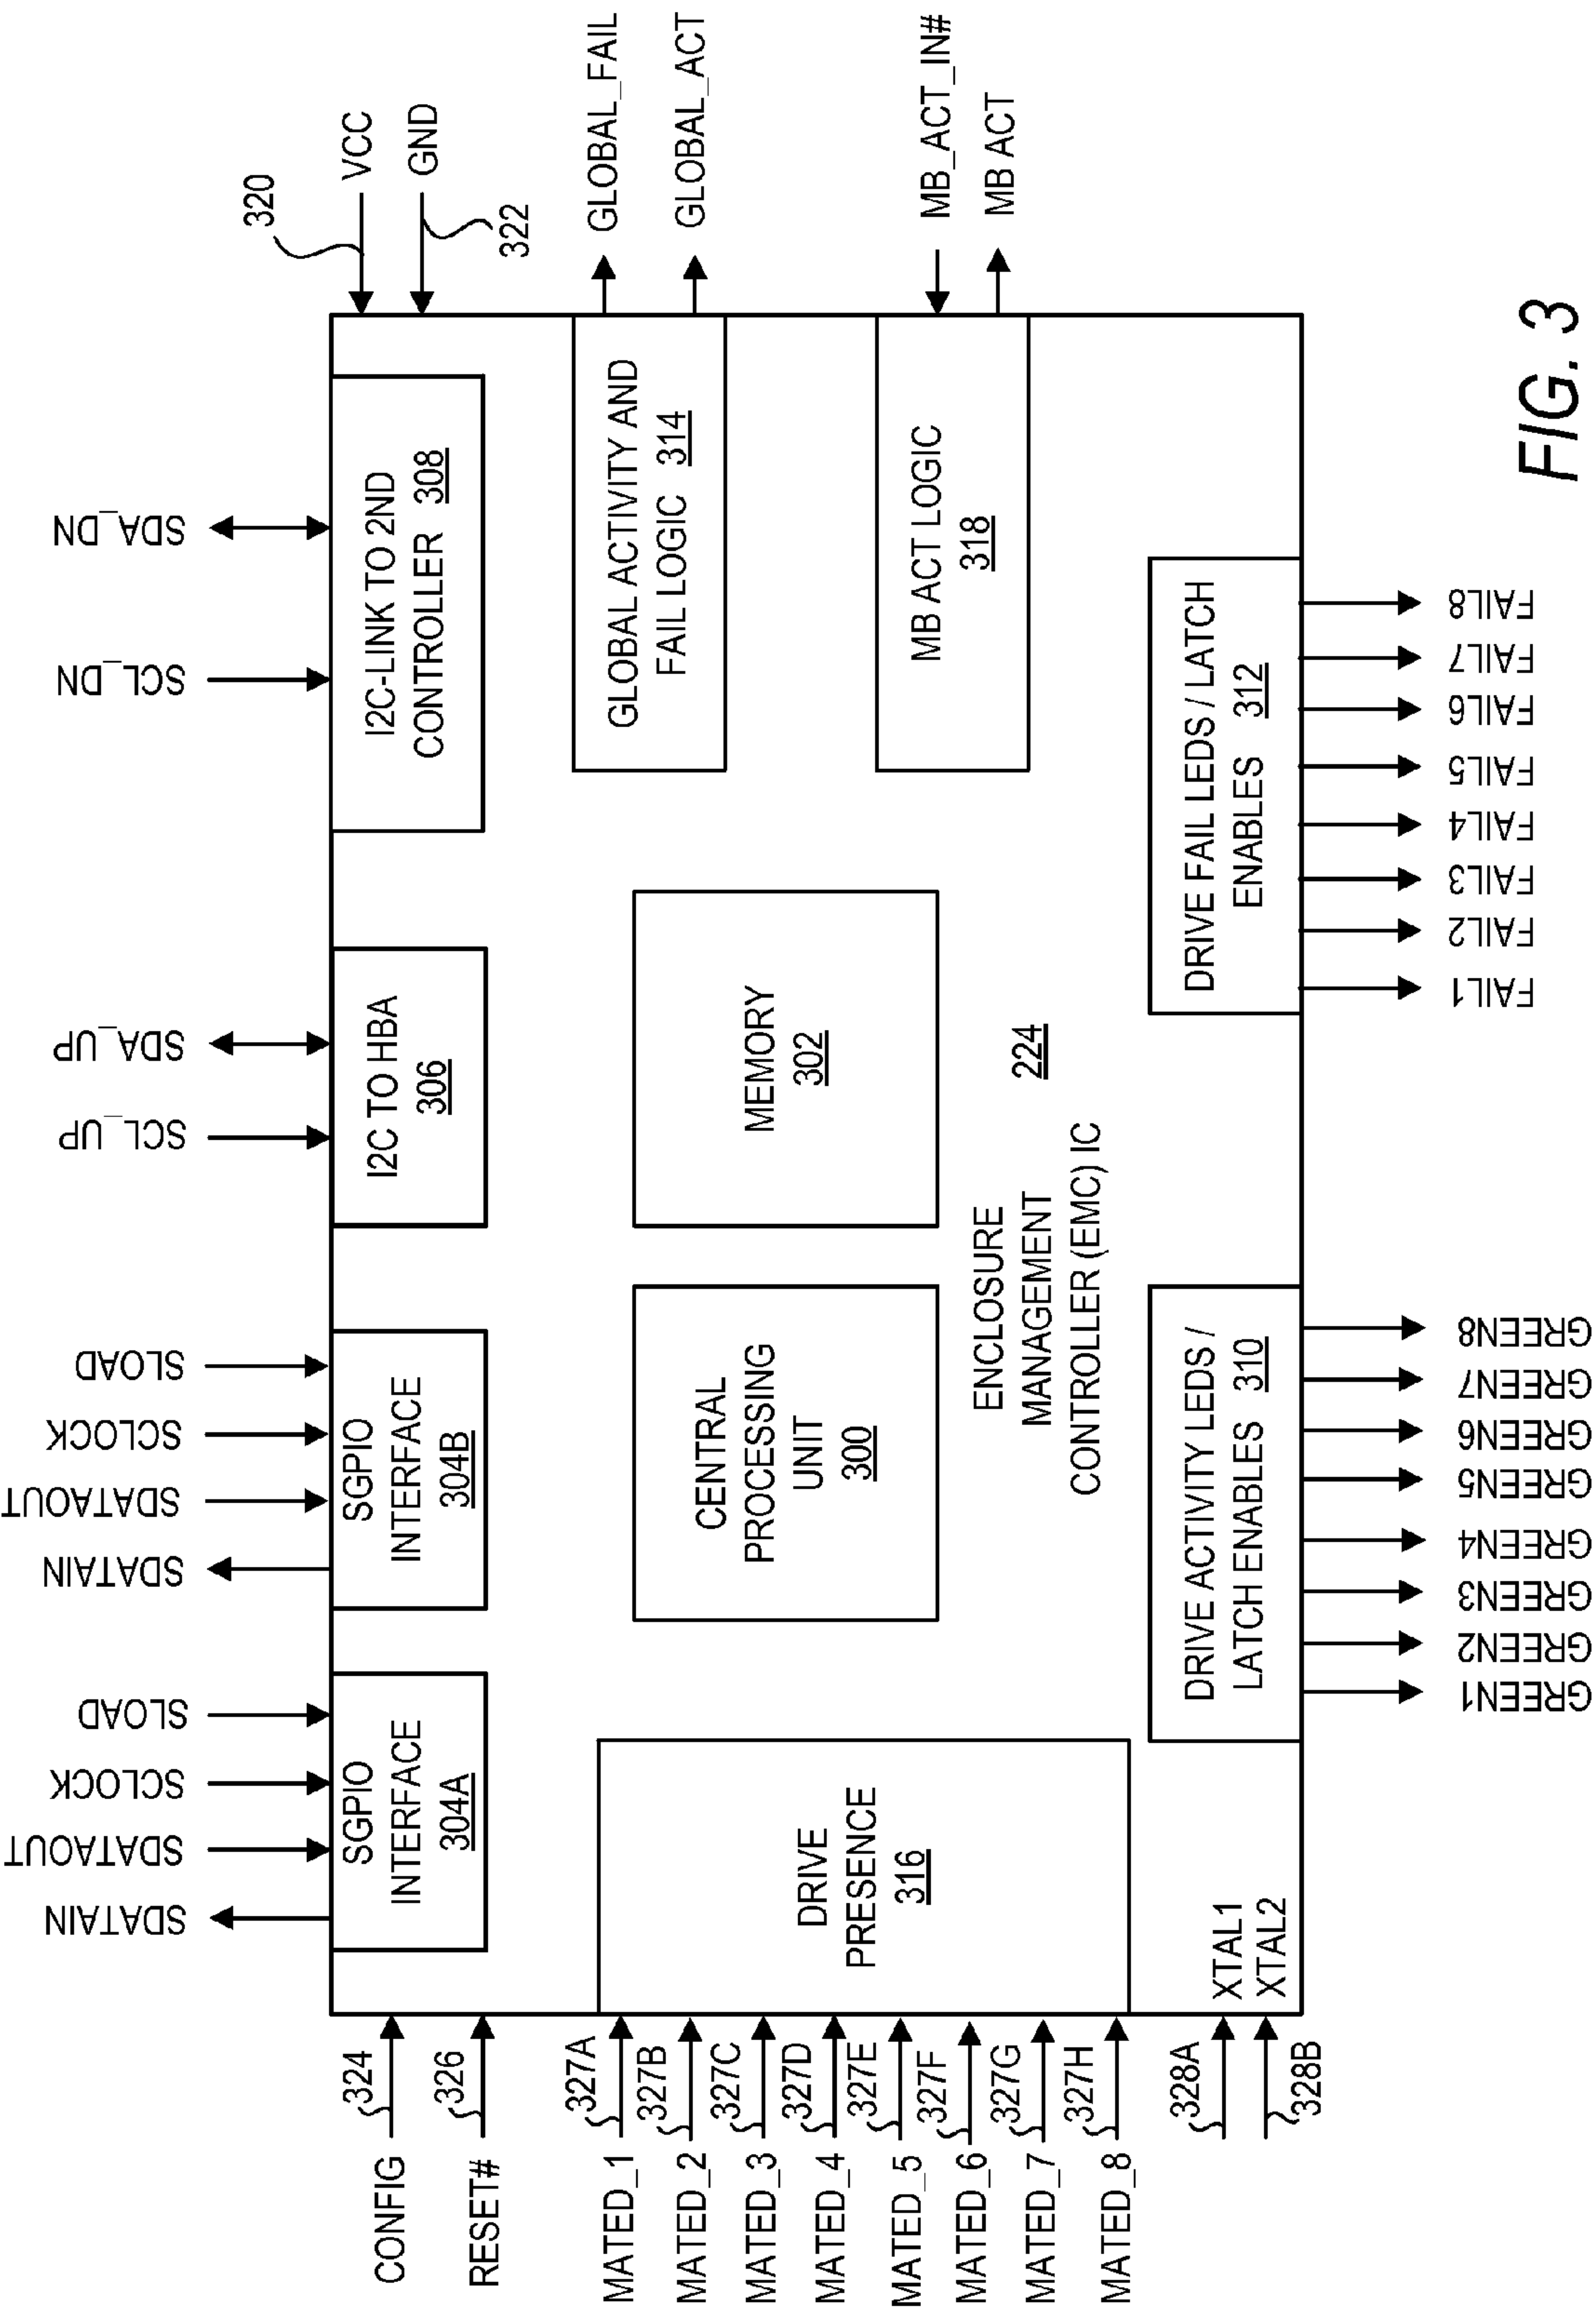 SDATAIN
SDATAOUT
SCLOCK
SLOAD
SDATAIN
SDATAOUT
SCLOCK
SLOAD
SCL_UP
SDA_UP
SCL_DN
SDA_DN
CONFIG
324
RESET#
326
SGPIO
INTERFACE
304A
SGPIO
INTERFACE
304B
I2C TO HBA
306
I2C-LINK TO 2ND
CONTROLLER 308
320
VCC
GND
322
MATED_1
327A
MATED_2
327B
MATED_3
327C
MATED_4
327D
MATED_5
327E
MATED_6
327F
MATED_7
327G
MATED_8
327H
DRIVE
PRESENCE
316
CENTRAL
PROCESSING
UNIT
300
MEMORY
302
GLOBAL ACTIVITY AND
FAIL LOGIC 314
GLOBAL_FAIL
GLOBAL_ACT
MB ACT LOGIC
318
MB_ACT_IN#
MB ACT
ENCLOSURE
MANAGEMENT
CONTROLLER (EMC) IC
224
328A
XTAL1
328B
XTAL2
DRIVE ACTIVITY LEDS /
LATCH ENABLES 310
DRIVE FAIL LEDS / LATCH
ENABLES 312
GREEN1
GREEN2
GREEN3
GREEN4
GREEN5
GREEN6
GREEN7
GREEN8
FAIL1
FAIL2
FAIL3
FAIL4
FAIL5
FAIL6
FAIL7
FAIL8
FIG. 3